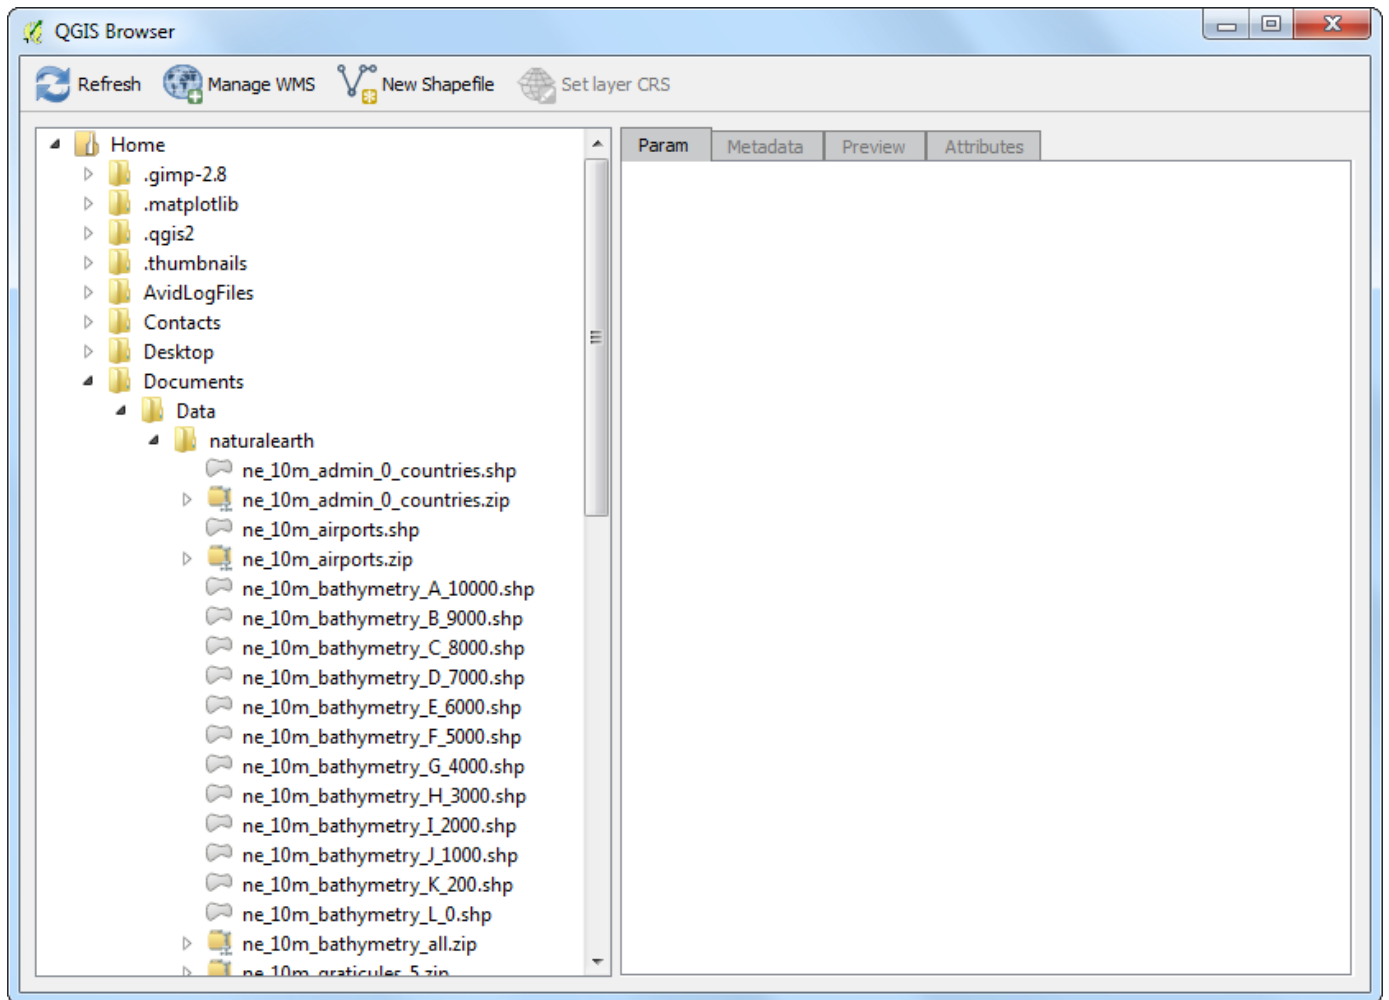 QGIS Browser
Refresh Manage WMS New Shapefile Set layer CRS
Param Metadata Preview Attributes
Home
.gimp-2.8
.matplotlib
.qgis2
.thumbnails
AvidLogFiles
Contacts
Desktop
Documents
Data
naturalearth
ne_10m_admin_0_countries.shp
ne_10m_admin_0_countries.zip
ne_10m_airports.shp
ne_10m_airports.zip
ne_10m_bathymetry_A_10000.shp
ne_10m_bathymetry_B_9000.shp
ne_10m_bathymetry_C_8000.shp
ne_10m_bathymetry_D_7000.shp
ne_10m_bathymetry_E_6000.shp
ne_10m_bathymetry_F_5000.shp
ne_10m_bathymetry_G_4000.shp
ne_10m_bathymetry_H_3000.shp
ne_10m_bathymetry_I_2000.shp
ne_10m_bathymetry_J_1000.shp
ne_10m_bathymetry_K_200.shp
ne_10m_bathymetry_L_0.shp
ne_10m_bathymetry_all.zip
ne_10m_graticules_5.zip